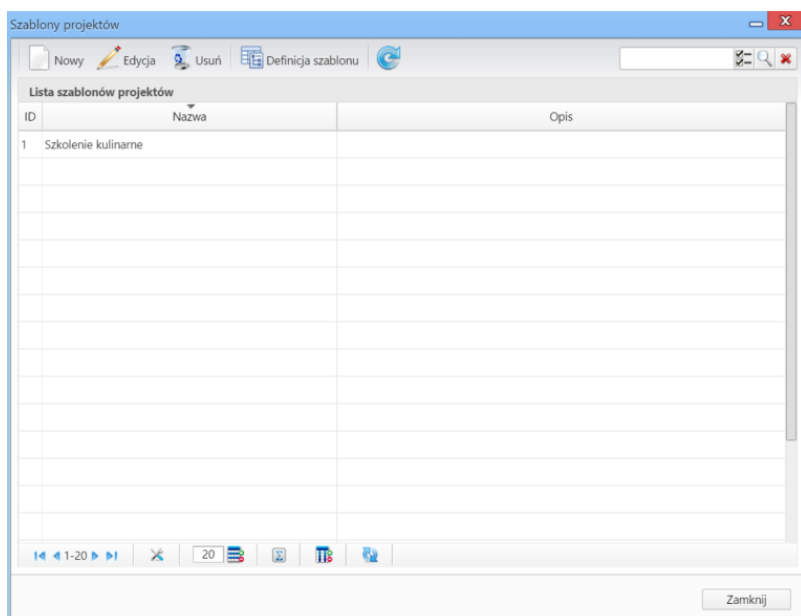 Szablony projektów
Nowy Edycja Usuń Definicja szablonu
Lista szablonów projektów
ID Nazwa Opis
1 Szkolenie kulinarne
1-20 20
Zamknij